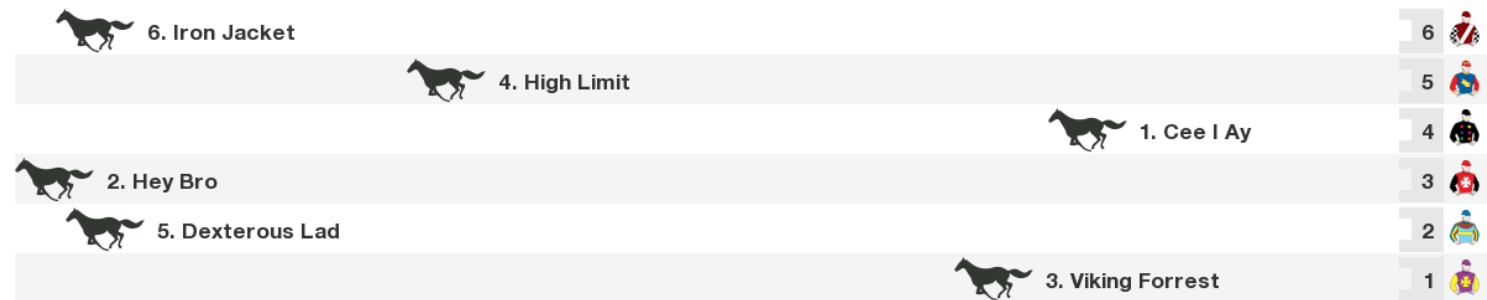 6. Iron Jacket 6
4. High Limit 5
1. Cee I Ay 4
2. Hey Bro 3
5. Dexterous Lad 2
3. Viking Forrest 1